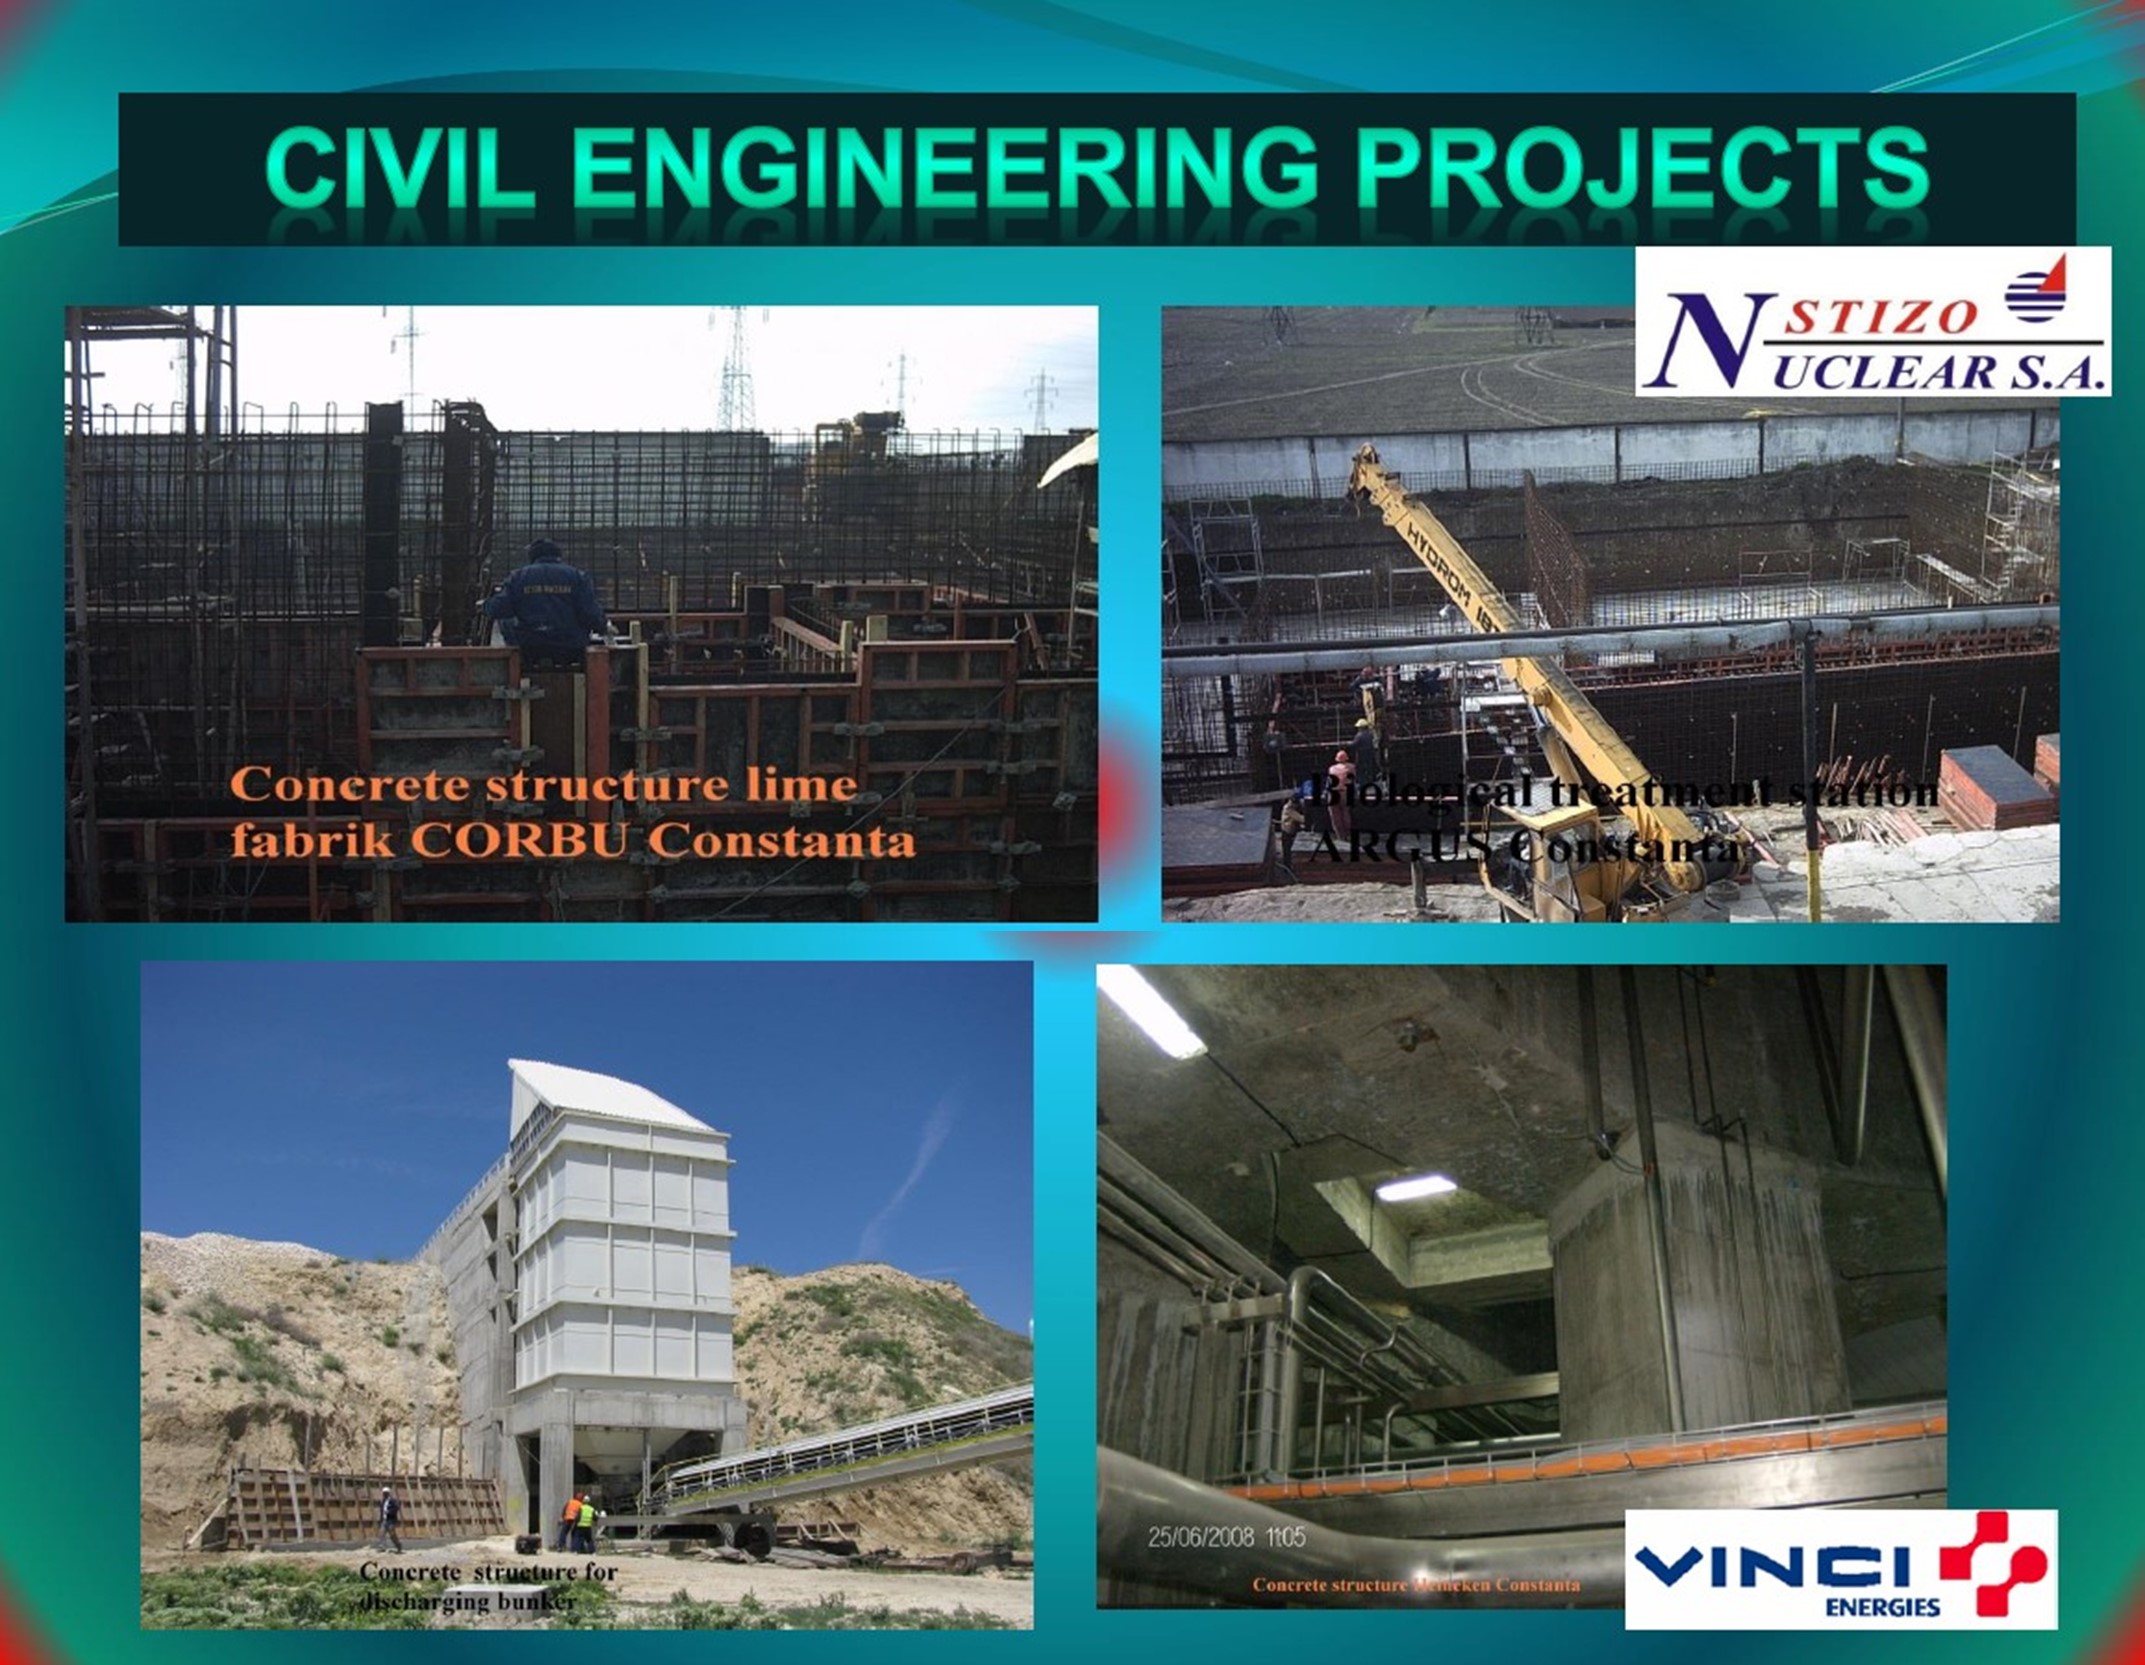 CIVIL ENGINEERING PROJECTS
STIZO
NUCLEAR S.A.
HYDROM
Concrete structure lime
fabrik CORBU Constanta
Biological treatment station
ARGUS Constanta
Concrete structure for
discharging bunker
25/06/2008 11:05
Concrete structure Heineken Constanta
VINCI
ENERGIES